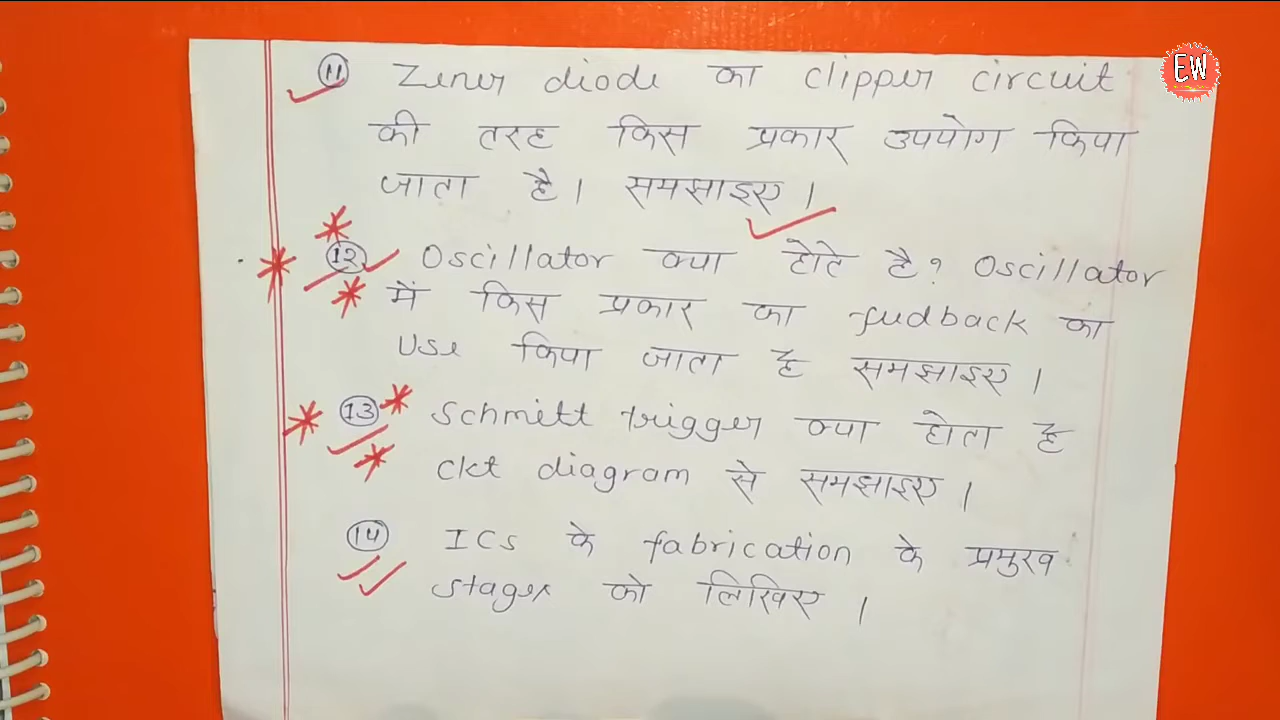 EW
11 Zener diode का clipper circuit
की तरह किस प्रकार उपयोग किया
जाता है। समझाइए।
12 Oscillator क्या होते है? Oscillator
में किस प्रकार का feedback का
use किया जाता है समझाइए।
13 Schmitt trigger क्या होता है
ckt diagram से समझाइए।
14 ICs के fabrication के प्रमुख
stages को लिखिए।